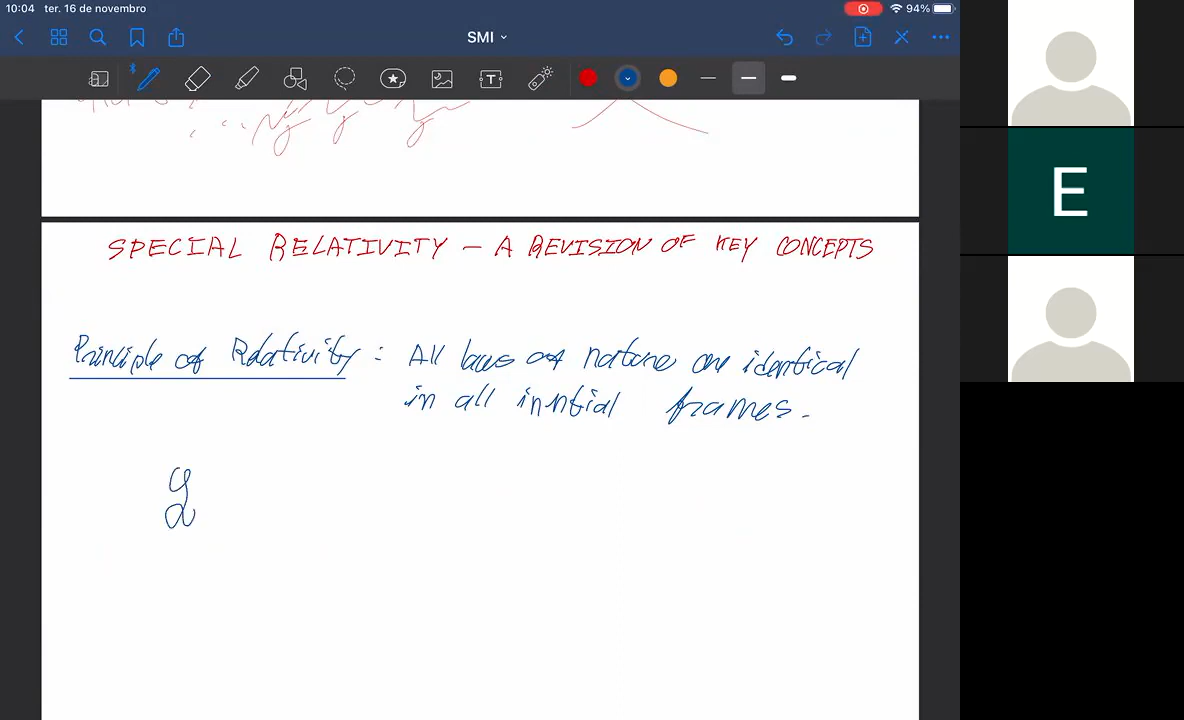 10:04 ter. 16 de novembro
94%
SMI
T
E
SPECIAL RELATIVITY – A REVISION OF KEY CONCEPTS
Principle of Relativity : All laws of nature are identical
in all inertial frames.